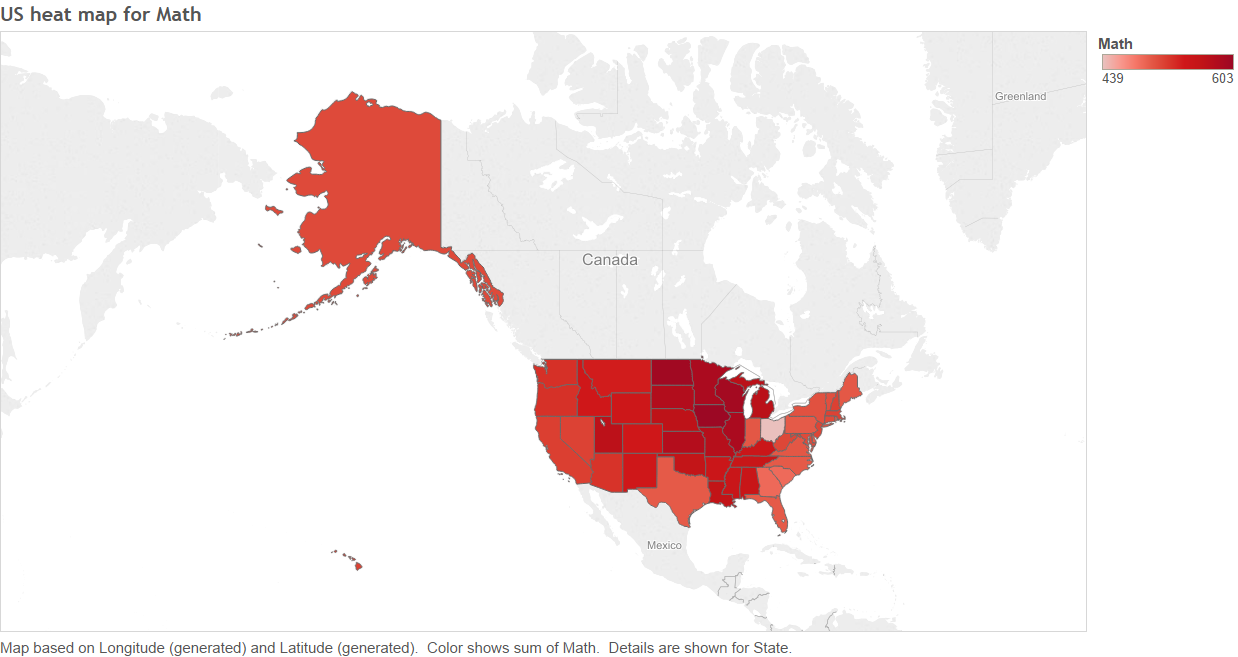 US heat map for Math
Math
439 603
Greenland
Canada
Mexico
Map based on Longitude (generated) and Latitude (generated).  Color shows sum of Math.  Details are shown for State.